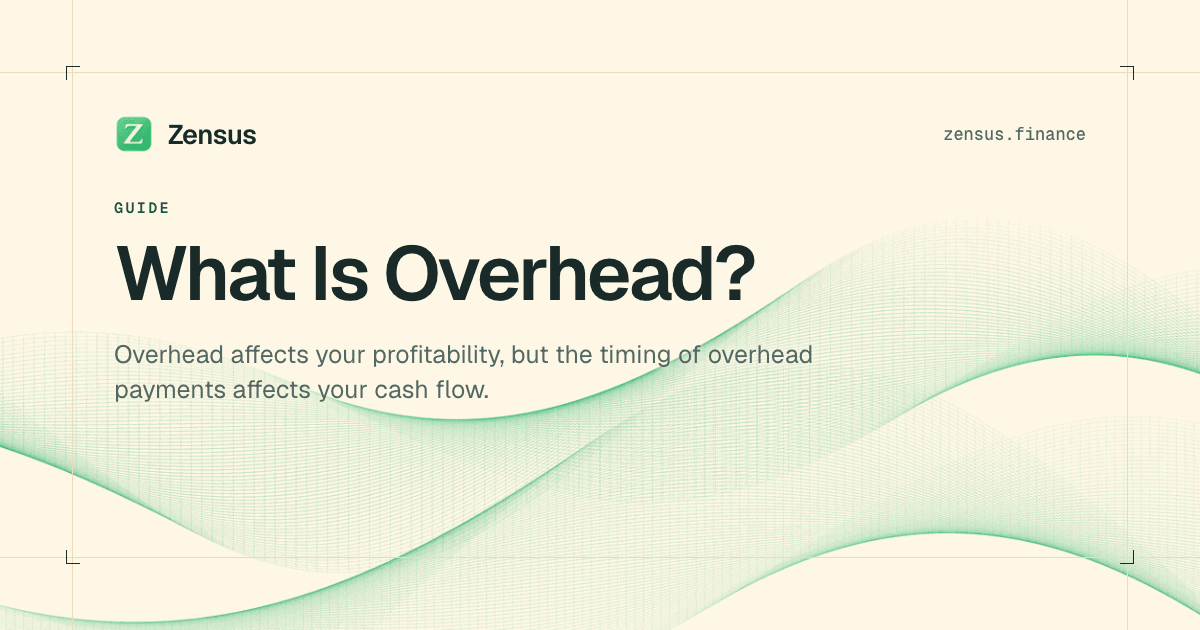 Z Zensus
zensus.finance
GUIDE
What Is Overhead?
Overhead affects your profitability, but the timing of overhead
payments affects your cash flow.